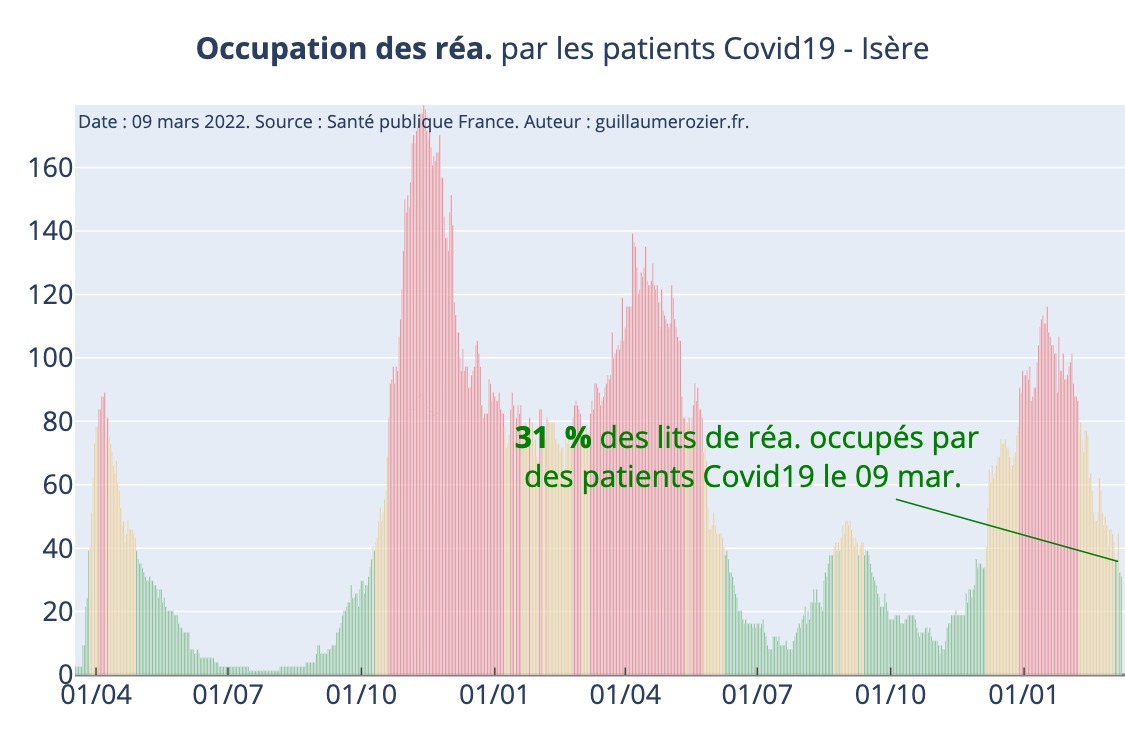 Occupation des réa. par les patients Covid19 - Isère
Date : 09 mars 2022. Source : Santé publique France. Auteur : guillaumerozier.fr.
160
140
120
100
80
31 % des lits de réa. occupés par
des patients Covid19 le 09 mar.
60
40
20
0
01/04 01/07 01/10 01/01 01/04 01/07 01/10 01/01